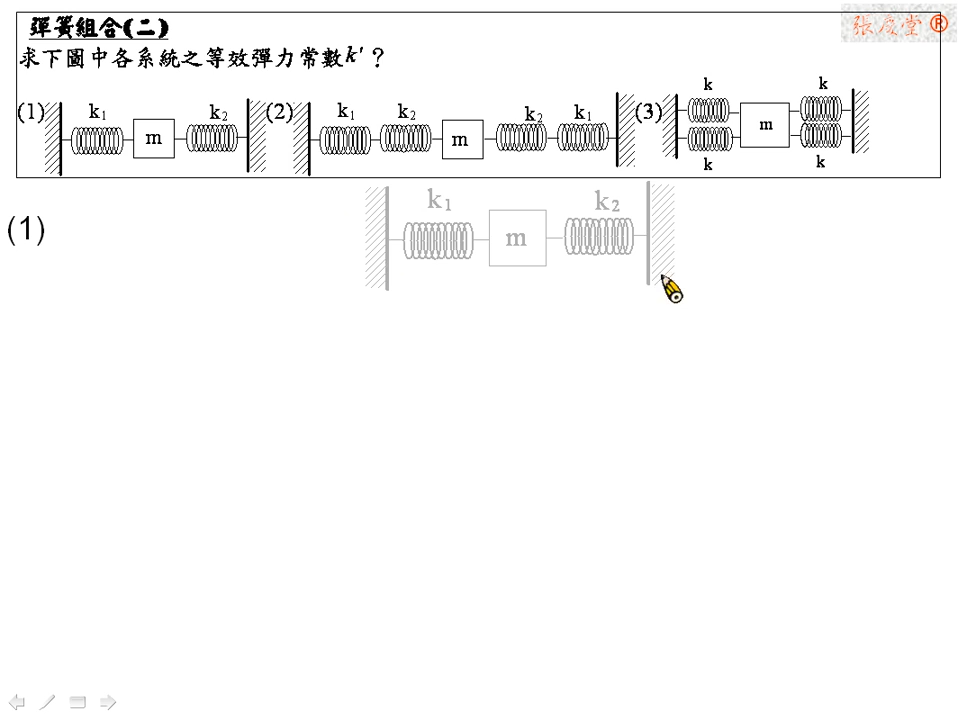 彈簧組合(二)
張成堂 ®
求下圖中各系統之等效彈力常數k'？
(1) k₁ m k₂ (2) k₁ k₂ m k₂ k₁ (3) k k m k k
(1) k₁ m k₂